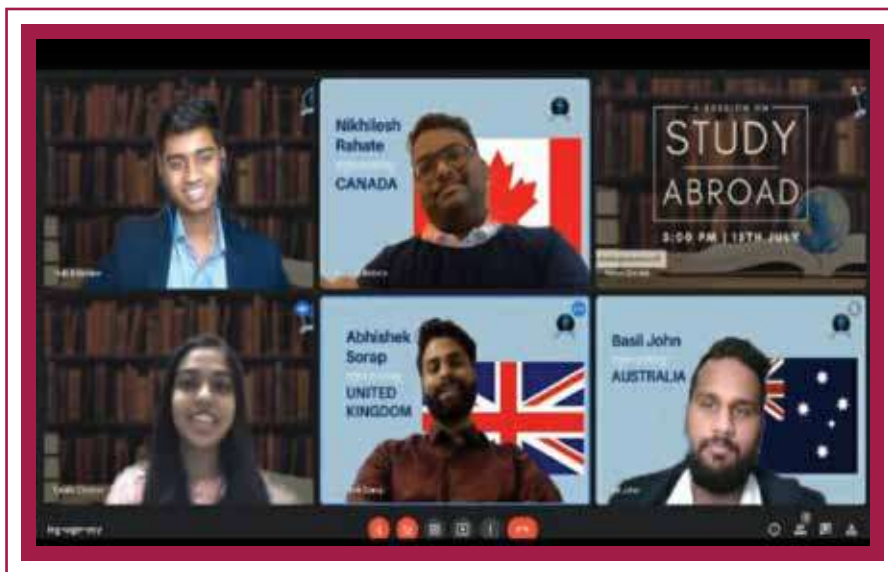 Nikhilesh
Rahate
CANADA
A SESSION ON
STUDY
ABROAD
5:00 PM | 15TH JULY
Abhishek
Sorap
UNITED
KINGDOM
Basil John
AUSTRALIA